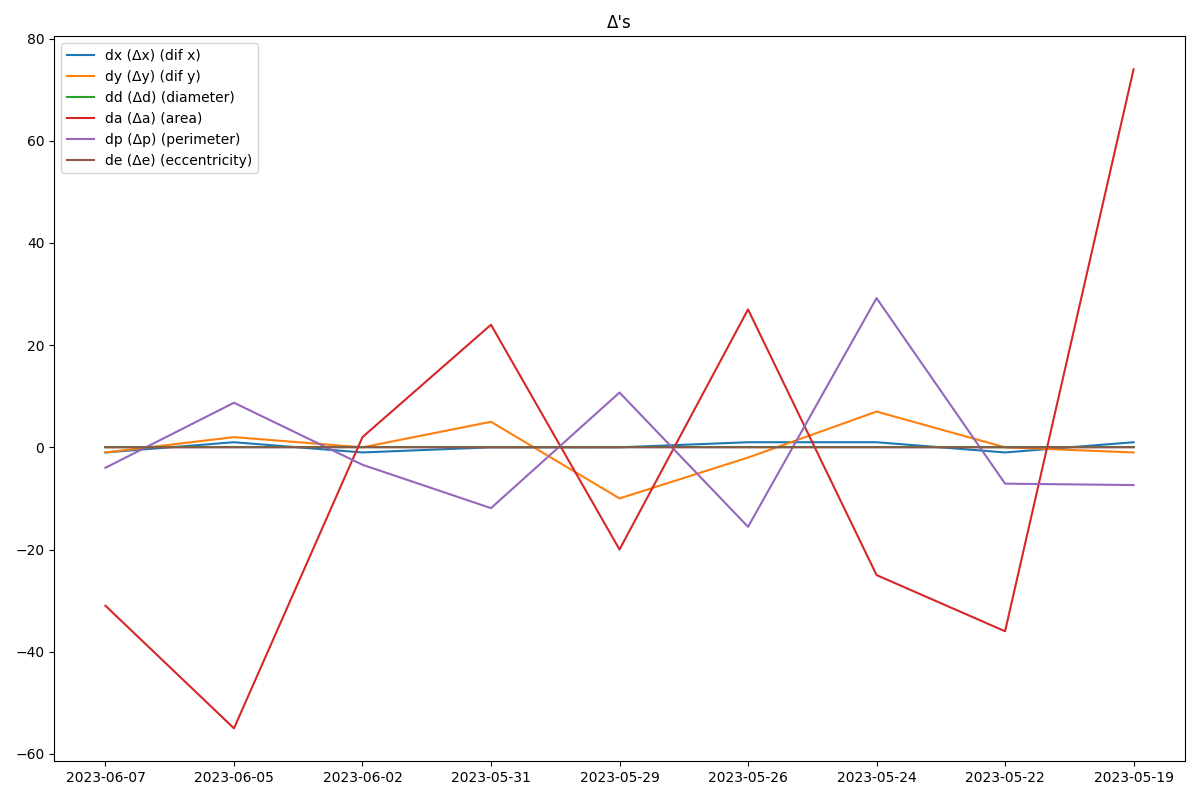 Δ's
80
60
40
20
0
−20
−40
−60
dx (Δx) (dif x)
dy (Δy) (dif y)
dd (Δd) (diameter)
da (Δa) (area)
dp (Δp) (perimeter)
de (Δe) (eccentricity)
2023-06-07 2023-06-05 2023-06-02 2023-05-31 2023-05-29 2023-05-26 2023-05-24 2023-05-22 2023-05-19